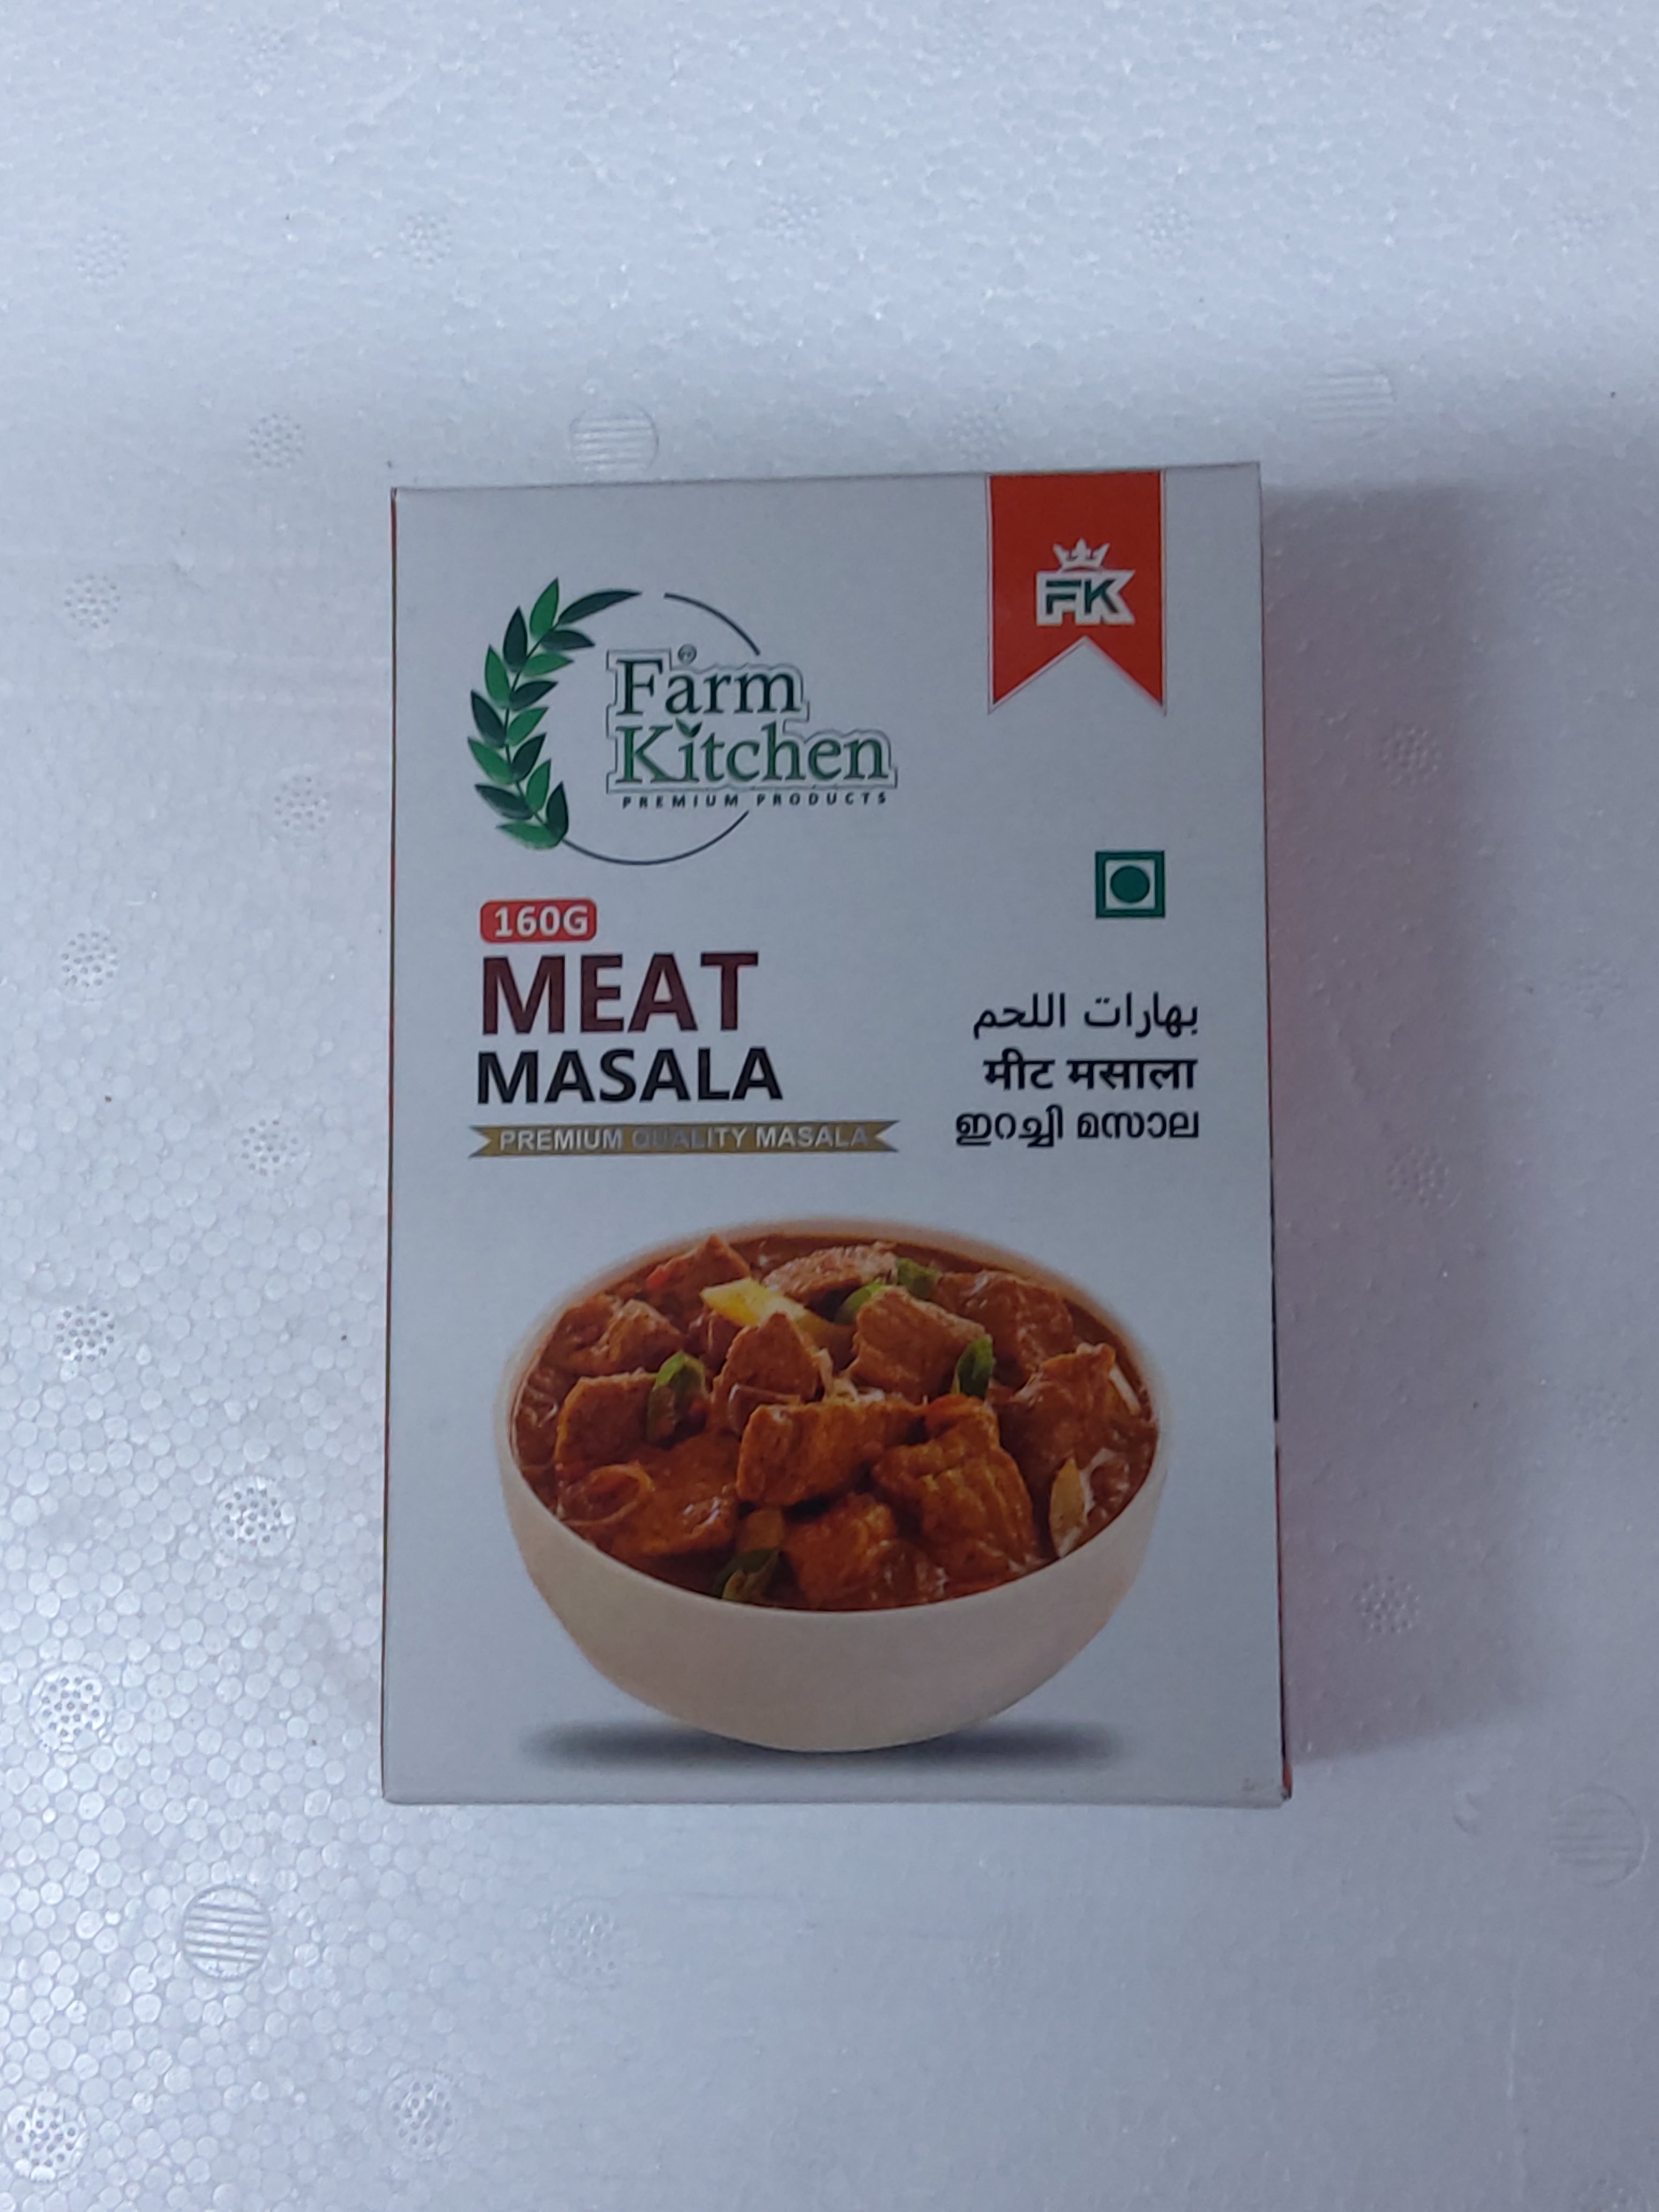 FK
Farm
Kitchen
PREMIUM PRODUCTS
160G
MEAT
MASALA
PREMIUM QUALITY MASALA
بهارات اللحم
मीट मसाला
ഇറച്ചി മസാല